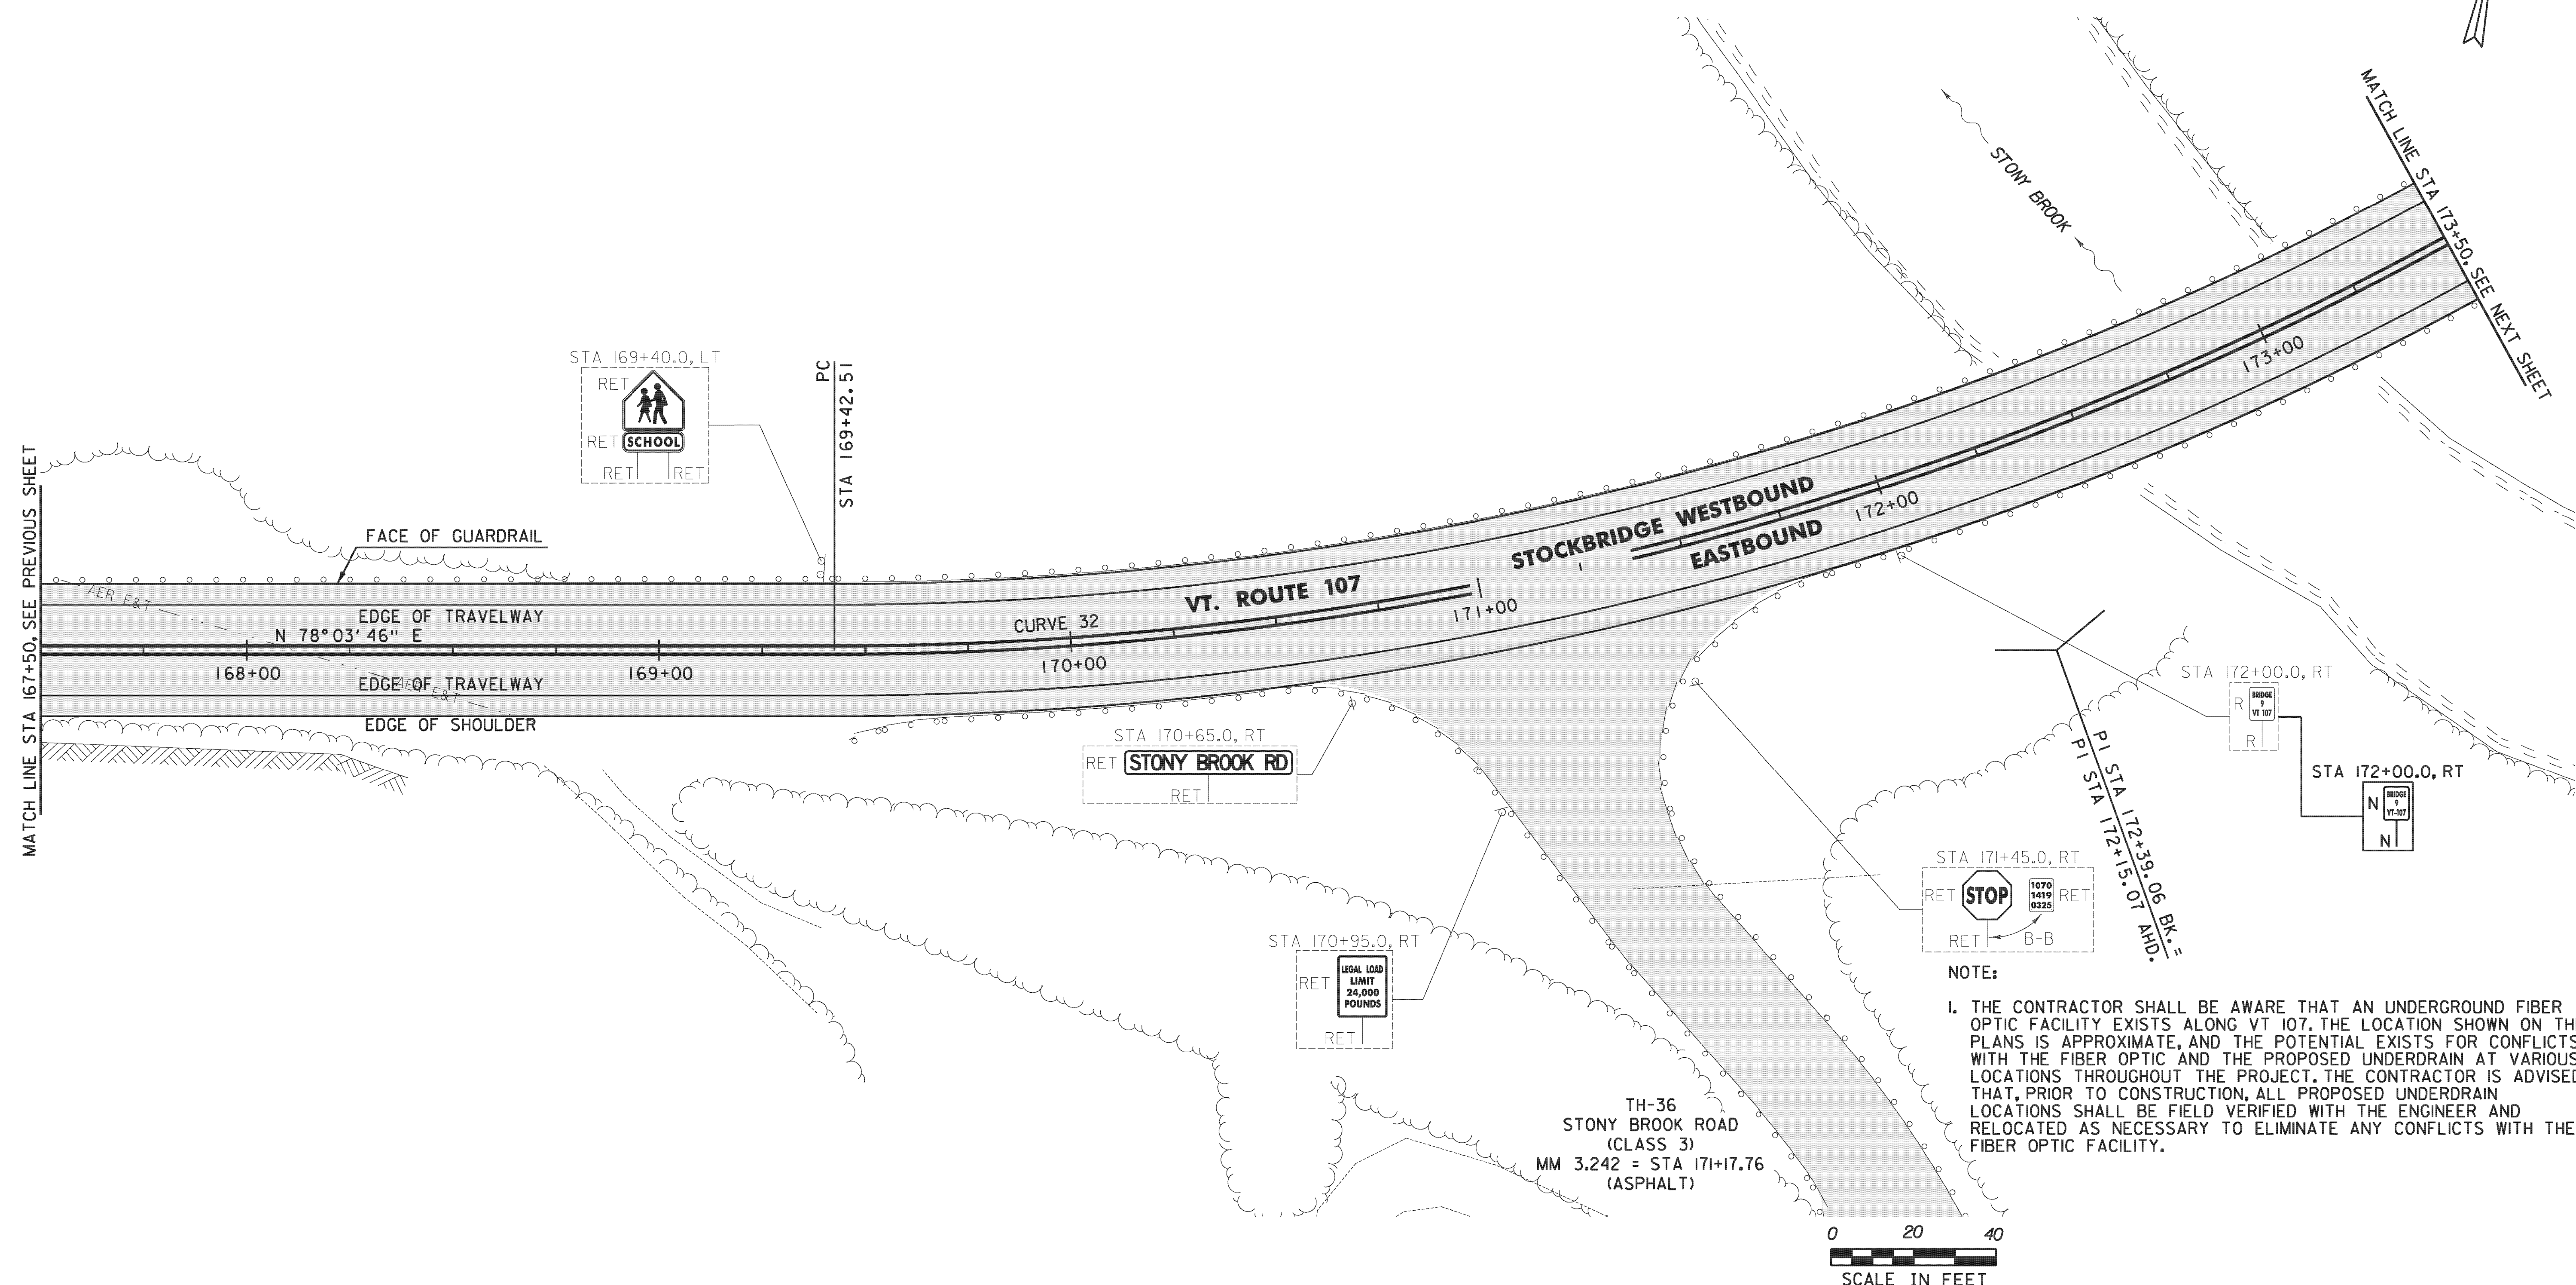 MATCH LINE STA 167+50, SEE PREVIOUS SHEET
STA 169+40.0, LT
RET
RET SCHOOL
RET RET
PC
STA 169+42.51
FACE OF GUARDRAIL
AER E&T
EDGE OF TRAVELWAY
N 78°03'46" E
168+00
169+00
EDGE OF TRAVELWAY
AER E&T
EDGE OF SHOULDER
CURVE 32
170+00
VT. ROUTE 107
171+00
STOCKBRIDGE WESTBOUND
EASTBOUND
172+00
173+00
STONY BROOK
MATCH LINE STA 173+50, SEE NEXT SHEET
STA 170+65.0, RT
RET STONY BROOK RD
RET
STA 170+95.0, RT
RET
LEGAL LOAD
LIMIT
24,000
POUNDS
RET
STA 172+00.0, RT
R
BRIDGE
9
VT 107
R
STA 172+00.0, RT
N
BRIDGE
9
VT-107
N
PI STA 172+39.06 BK.=
PI STA 172+15.07 AHD.
STA 171+45.0, RT
RET STOP
1070
1419
0325
RET
RET B-B
NOTE:
1. THE CONTRACTOR SHALL BE AWARE THAT AN UNDERGROUND FIBER
OPTIC FACILITY EXISTS ALONG VT 107. THE LOCATION SHOWN ON TH
PLANS IS APPROXIMATE, AND THE POTENTIAL EXISTS FOR CONFLICTS
WITH THE FIBER OPTIC AND THE PROPOSED UNDERDRAIN AT VARIOUS
LOCATIONS THROUGHOUT THE PROJECT. THE CONTRACTOR IS ADVISED
THAT, PRIOR TO CONSTRUCTION, ALL PROPOSED UNDERDRAIN
LOCATIONS SHALL BE FIELD VERIFIED WITH THE ENGINEER AND
RELOCATED AS NECESSARY TO ELIMINATE ANY CONFLICTS WITH THE
FIBER OPTIC FACILITY.
TH-36
STONY BROOK ROAD
(CLASS 3)
MM 3.242 = STA 171+17.76
(ASPHALT)
0 20 40
SCALE IN FEET